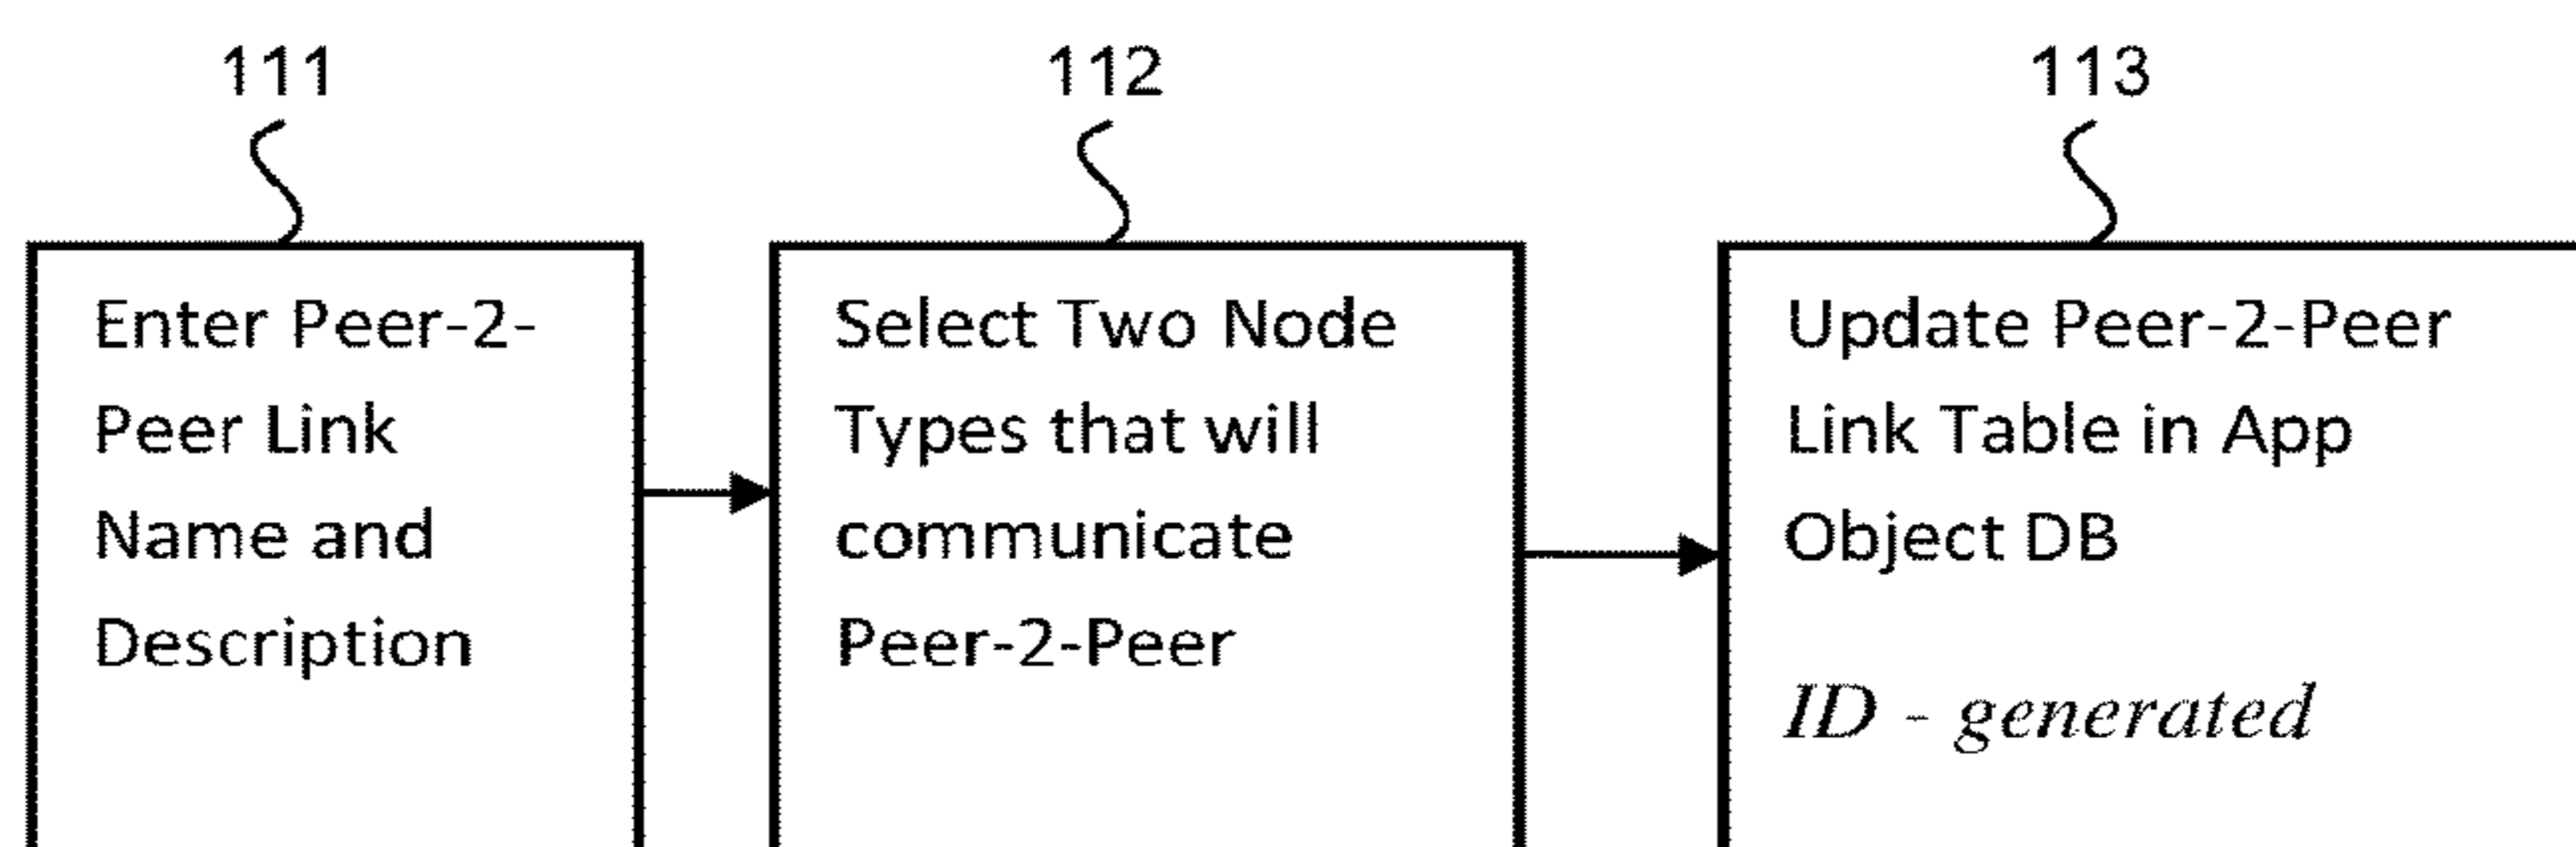 111
112
113
Enter Peer-2-
Peer Link
Name and
Description
Select Two Node
Types that will
communicate
Peer-2-Peer
Update Peer-2-Peer
Link Table in App
Object DB
ID - generated